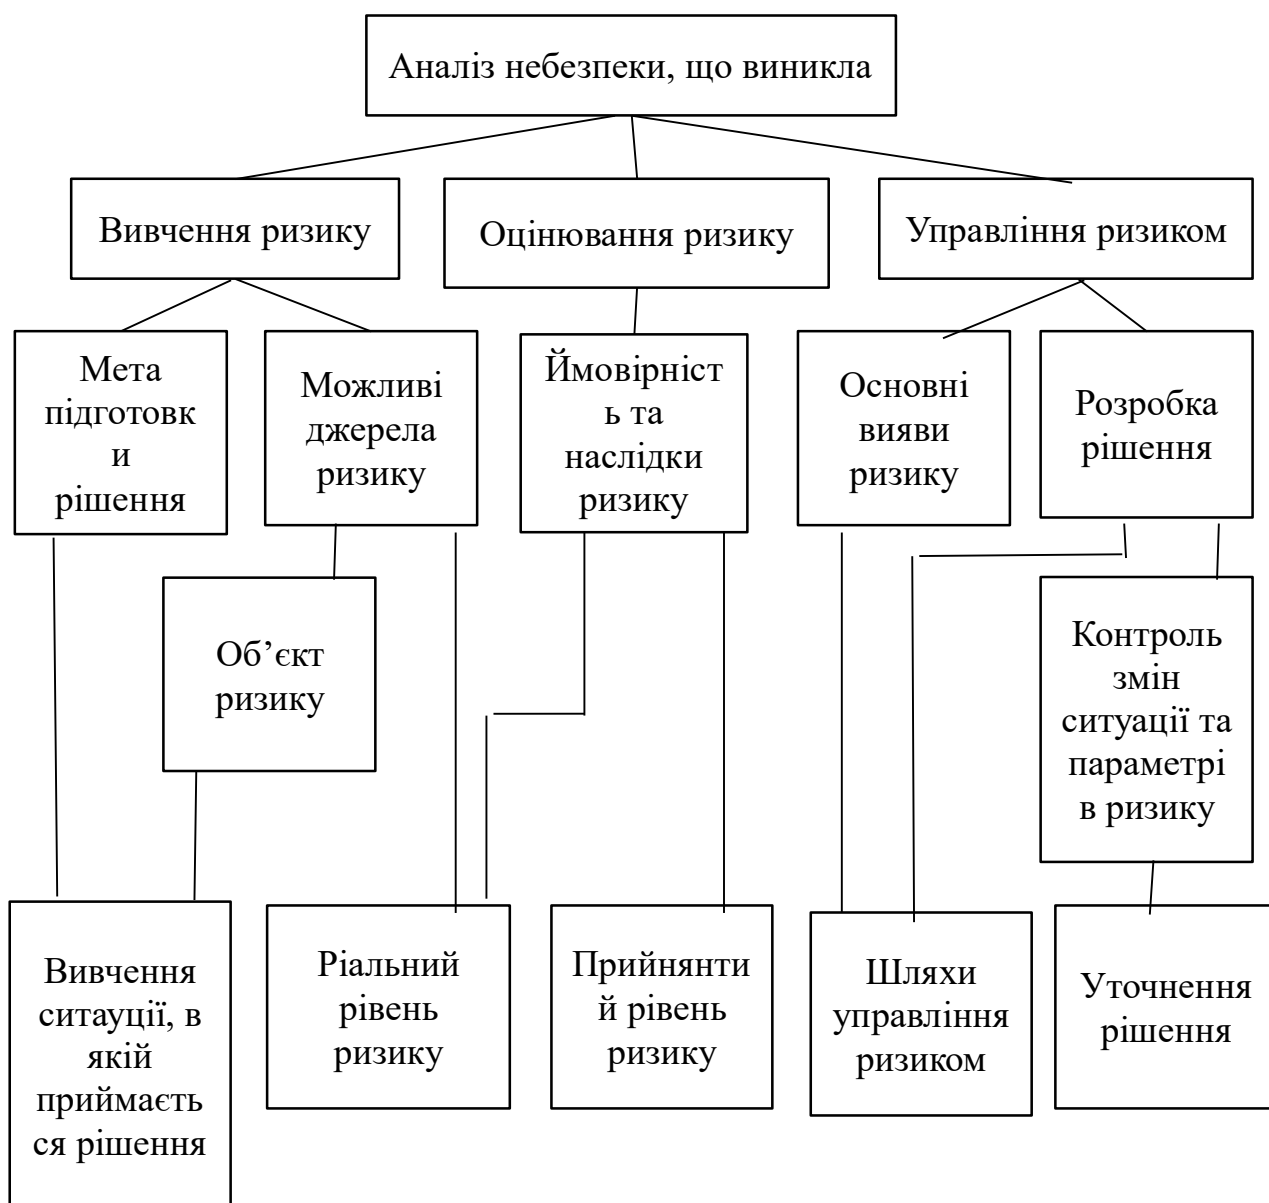 Аналіз небезпеки, що виникла
Вивчення ризику
Оцінювання ризику
Управління ризиком
Мета
підготовк
и
рішення
Можливі
джерела
ризику
Ймовірніст
ь та
наслідки
ризику
Основні
вияви
ризику
Розробка
рішення
Об’єкт
ризику
Контроль
змін
ситуації та
параметрі
в ризику
Вивчення
ситауції, в
якій
приймаєть
ся рішення
Ріальний
рівень
ризику
Прийнянти
й рівень
ризику
Шляхи
управління
ризиком
Уточнення
рішення